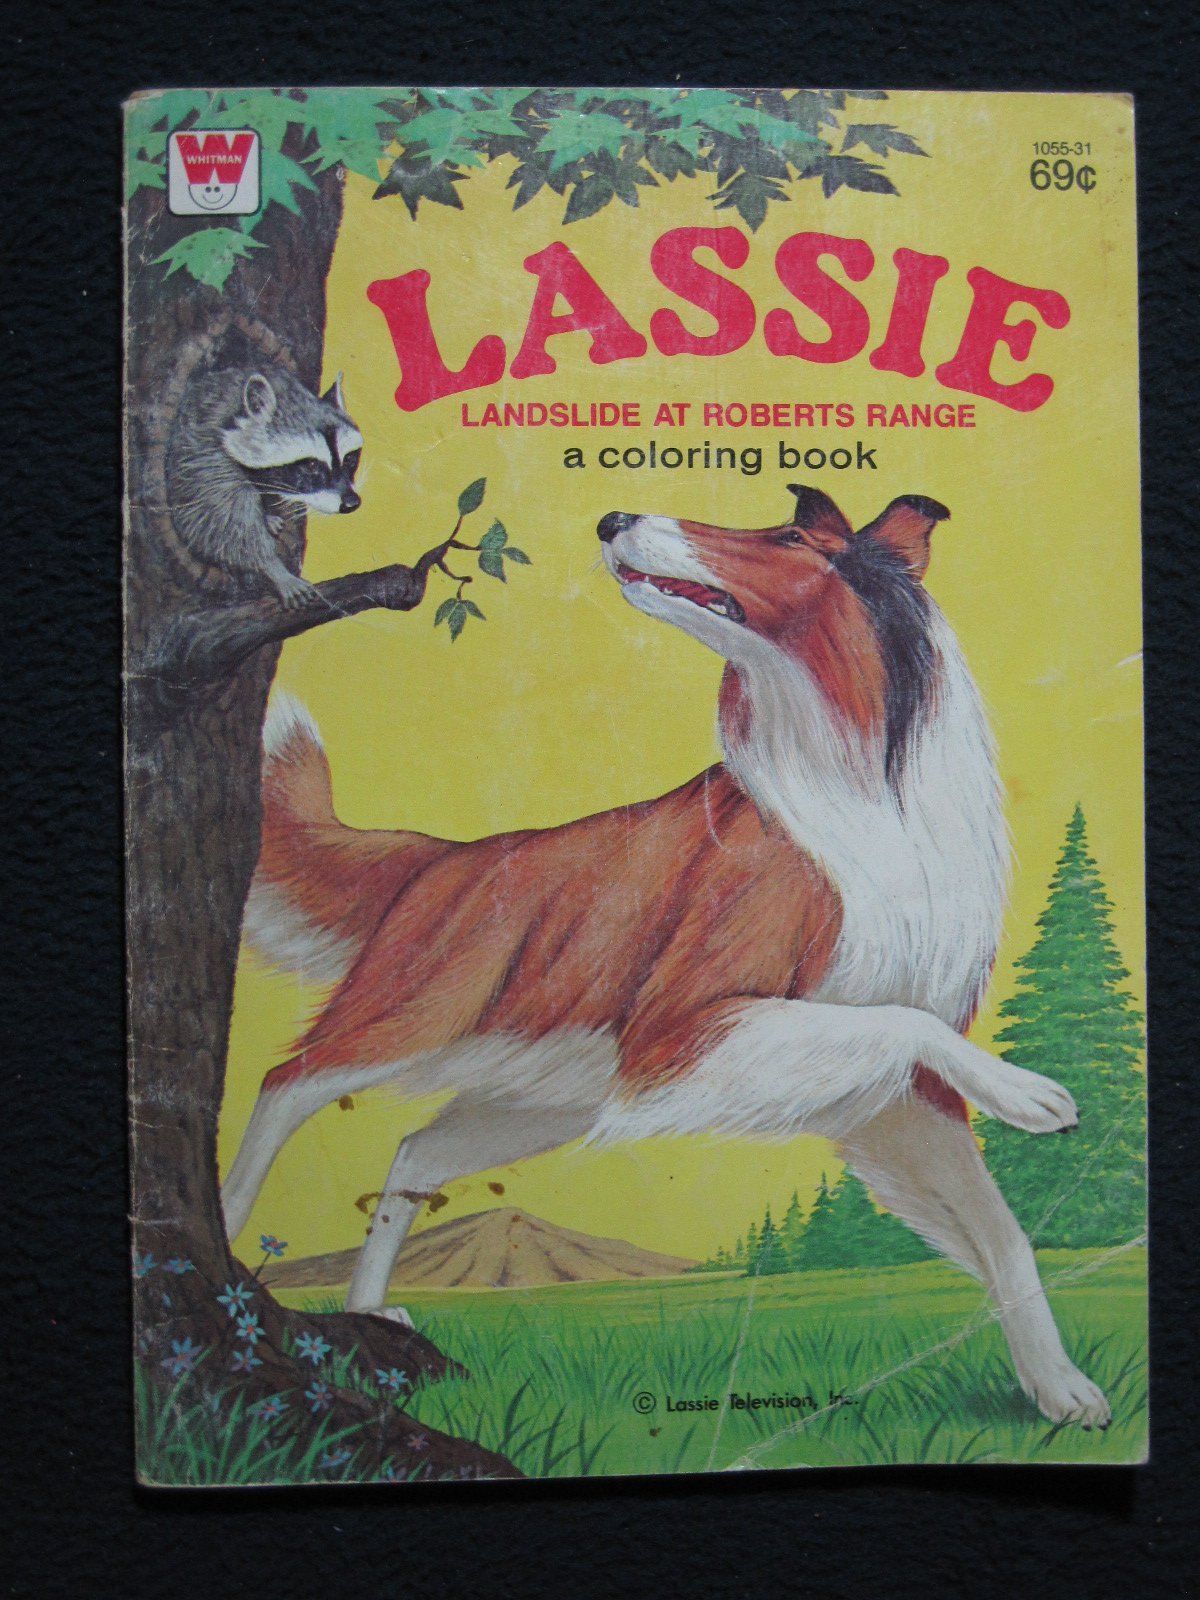 WHITMAN
1055-31
69¢
LASSIE
LANDSLIDE AT ROBERTS RANGE
a coloring book
© Lassie Television, Inc.